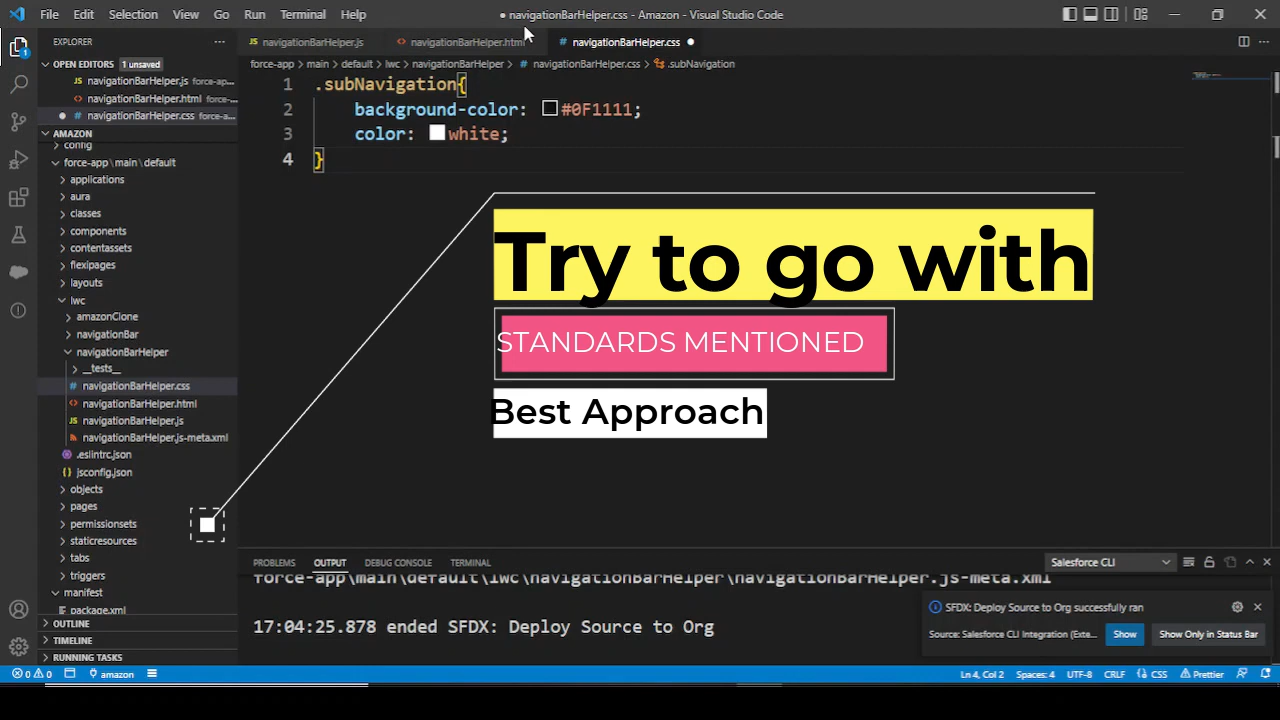 File Edit Selection View Go Run Terminal Help
● navigationBarHelper.css - Amazon - Visual Studio Code
EXPLORER
navigationBarHelper.js navigationBarHelper.html navigationBarHelper.css
OPEN EDITORS 1 unsaved
force-app > main > default > lwc > navigationBarHelper > navigationBarHelper.css > .subNavigation
navigationBarHelper.js force-ap...
navigationBarHelper.html force-a...
navigationBarHelper.css force-a...
AMAZON
config
force-app\main\default
applications
aura
classes
components
contentassets
flexipages
layouts
lwc
amazonClone
navigationBar
navigationBarHelper
__tests__
navigationBarHelper.css
navigationBarHelper.html
navigationBarHelper.js
navigationBarHelper.js-meta.xml
.eslintrc.json
jsconfig.json
objects
pages
permissionsets
staticresources
tabs
triggers
manifest
package.xml
OUTLINE
TIMELINE
RUNNING TASKS
1 .subNavigation{
2 background-color: #0F1111;
3 color: white;
4 }
Try to go with
STANDARDS MENTIONED
Best Approach
PROBLEMS OUTPUT DEBUG CONSOLE TERMINAL
Salesforce CLI
force-app\main\default\lwc\navigationBarHelper\navigationBarHelper.js-meta.xml
17:04:25.878 ended SFDX: Deploy Source to Org
SFDX: Deploy Source to Org successfully ran
Source: Salesforce CLI Integration (Exte... Show Show Only in Status Bar
0 0 amazon
Ln 4, Col 2 Spaces: 4 UTF-8 CRLF CSS Prettier